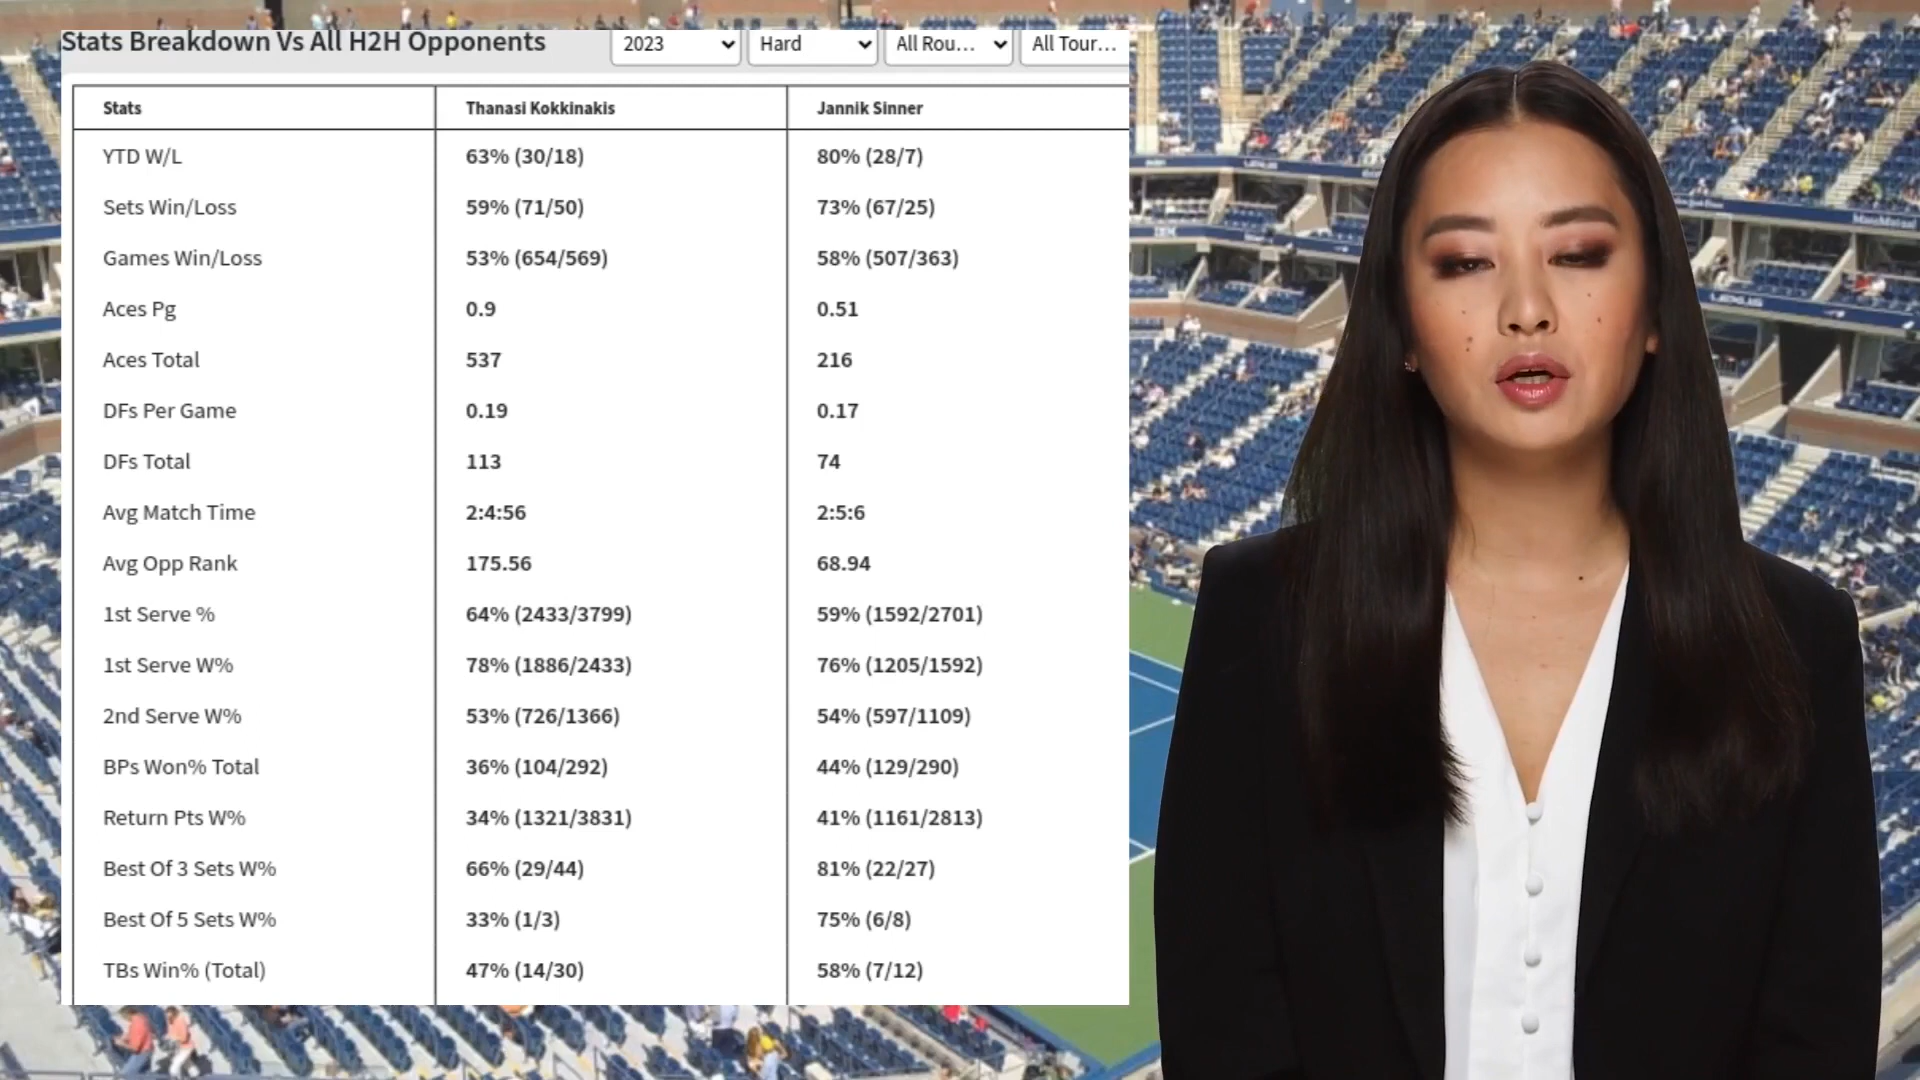 Stats Breakdown Vs All H2H Opponents 2023 Hard All Rou... All Tour...
Stats Thanasi Kokkinakis Jannik Sinner
YTD W/L 63% (30/18) 80% (28/7)
Sets Win/Loss 59% (71/50) 73% (67/25)
Games Win/Loss 53% (654/569) 58% (507/363)
Aces Pg 0.9 0.51
Aces Total 537 216
DFs Per Game 0.19 0.17
DFs Total 113 74
Avg Match Time 2:4:56 2:5:6
Avg Opp Rank 175.56 68.94
1st Serve % 64% (2433/3799) 59% (1592/2701)
1st Serve W% 78% (1886/2433) 76% (1205/1592)
2nd Serve W% 53% (726/1366) 54% (597/1109)
BPs Won% Total 36% (104/292) 44% (129/290)
Return Pts W% 34% (1321/3831) 41% (1161/2813)
Best Of 3 Sets W% 66% (29/44) 81% (22/27)
Best Of 5 Sets W% 33% (1/3) 75% (6/8)
TBs Win% (Total) 47% (14/30) 58% (7/12)
IBM